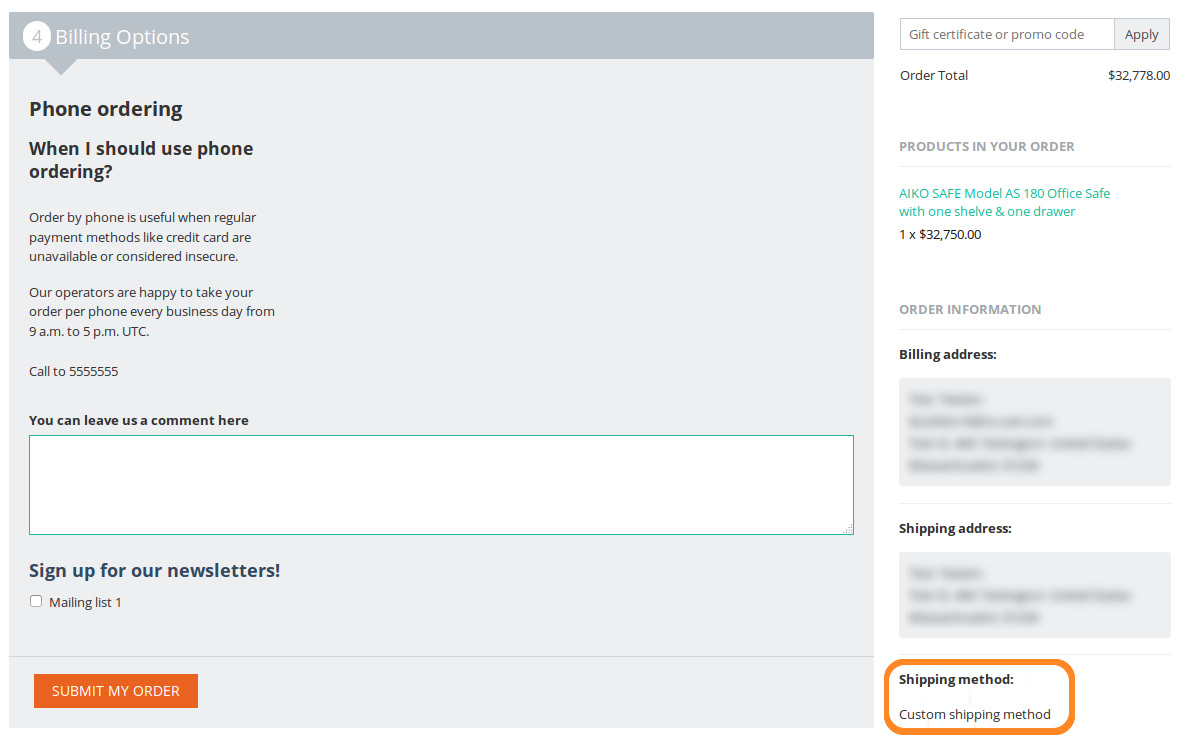 4 Billing Options
Phone ordering
When I should use phone
ordering?
Order by phone is useful when regular
payment methods like credit card are
unavailable or considered insecure.
Our operators are happy to take your
order per phone every business day from
9 a.m. to 5 p.m. UTC.
Call to 5555555
You can leave us a comment here
Sign up for our newsletters!
Mailing list 1
SUBMIT MY ORDER
Gift certificate or promo code Apply
Order Total $32,778.00
PRODUCTS IN YOUR ORDER
AIKO SAFE Model AS 180 Office Safe
with one shelve & one drawer
1 x $32,750.00
ORDER INFORMATION
Billing address:
Shipping address:
Shipping method:
Custom shipping method